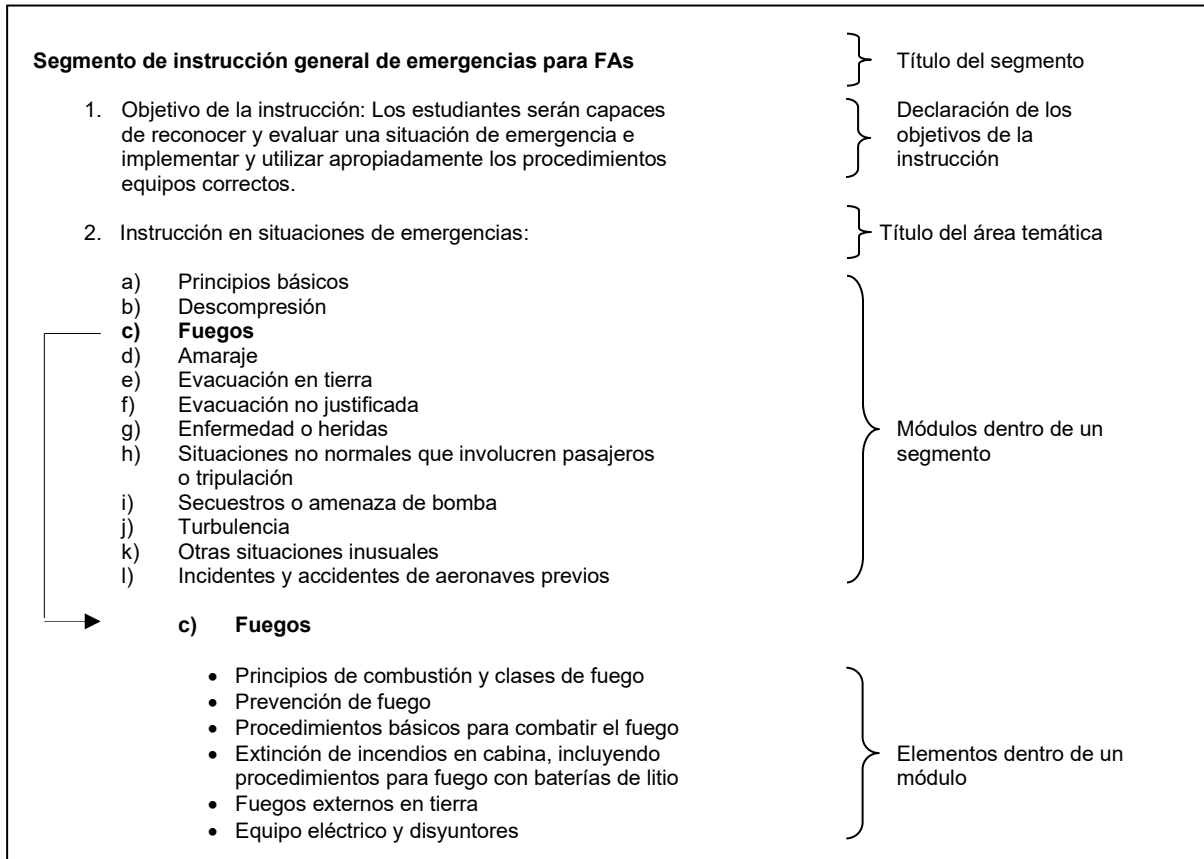 Segmento de instrucción general de emergencias para FAs
Título del segmento
1. Objetivo de la instrucción: Los estudiantes serán capaces
de reconocer y evaluar una situación de emergencia e
implementar y utilizar apropiadamente los procedimientos
equipos correctos.
Declaración de los
objetivos de la
instrucción
2. Instrucción en situaciones de emergencias:
Título del área temática
a) Principios básicos
b) Descompresión
c) Fuegos
d) Amaraje
e) Evacuación en tierra
f) Evacuación no justificada
g) Enfermedad o heridas
h) Situaciones no normales que involucren pasajeros
o tripulación
i) Secuestros o amenaza de bomba
j) Turbulencia
k) Otras situaciones inusuales
l) Incidentes y accidentes de aeronaves previos
Módulos dentro de un
segmento
c) Fuegos
• Principios de combustión y clases de fuego
• Prevención de fuego
• Procedimientos básicos para combatir el fuego
• Extinción de incendios en cabina, incluyendo
procedimientos para fuego con baterías de litio
• Fuegos externos en tierra
• Equipo eléctrico y disyuntores
Elementos dentro de un
módulo